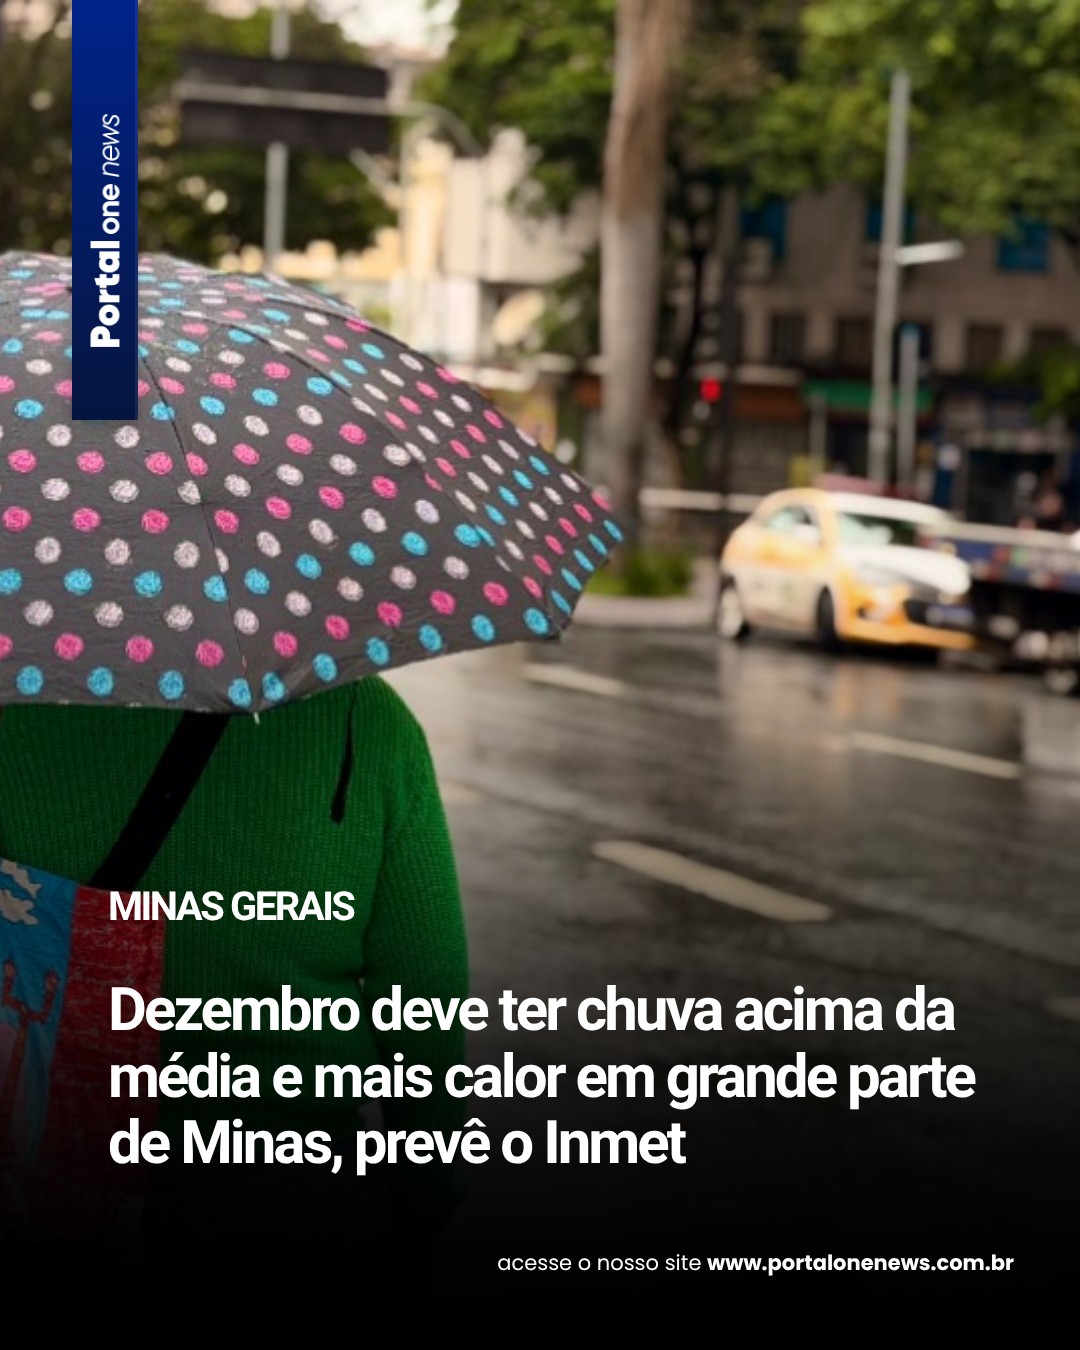 Portal one news
MINAS GERAIS
Dezembro deve ter chuva acima da
média e mais calor em grande parte
de Minas, prevê o Inmet
acesse o nosso site www.portalonenews.com.br